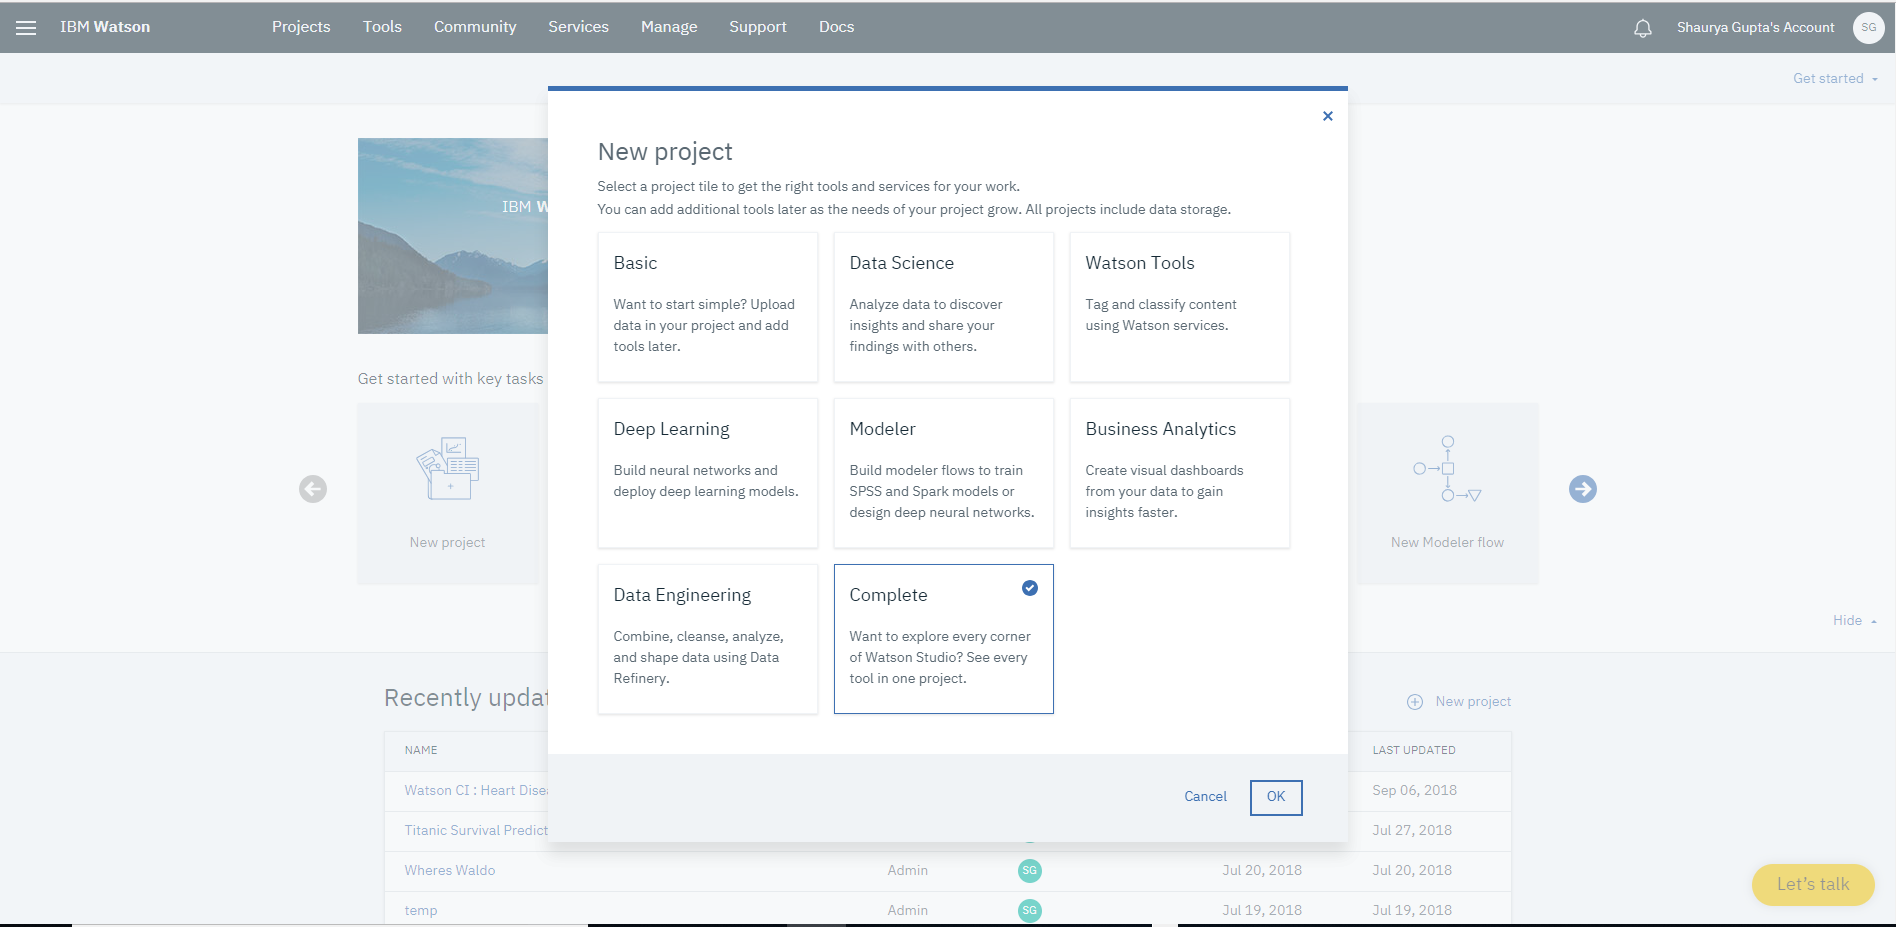 IBM Watson
Projects
Tools
Community
Services
Manage
Support
Docs
Shaurya Gupta's Account
SG
Get started
IBM W
New project
Select a project tile to get the right tools and services for your work.
You can add additional tools later as the needs of your project grow. All projects include data storage.
Basic
Want to start simple? Upload
data in your project and add
tools later.
Data Science
Analyze data to discover
insights and share your
findings with others.
Watson Tools
Tag and classify content
using Watson services.
Deep Learning
Build neural networks and
deploy deep learning models.
Modeler
Build modeler flows to train
SPSS and Spark models or
design deep neural networks.
Business Analytics
Create visual dashboards
from your data to gain
insights faster.
Data Engineering
Combine, cleanse, analyze,
and shape data using Data
Refinery.
Complete
Want to explore every corner
of Watson Studio? See every
tool in one project.
Cancel
OK
Get started with key tasks
New project
New Modeler flow
Hide
Recently updat
New project
NAME
LAST UPDATED
Watson CI : Heart Disea
Sep 06, 2018
Titanic Survival Predict
Jul 27, 2018
Wheres Waldo
Admin
SG
Jul 20, 2018
Jul 20, 2018
temp
Admin
SG
Jul 19, 2018
Jul 19, 2018
Let's talk